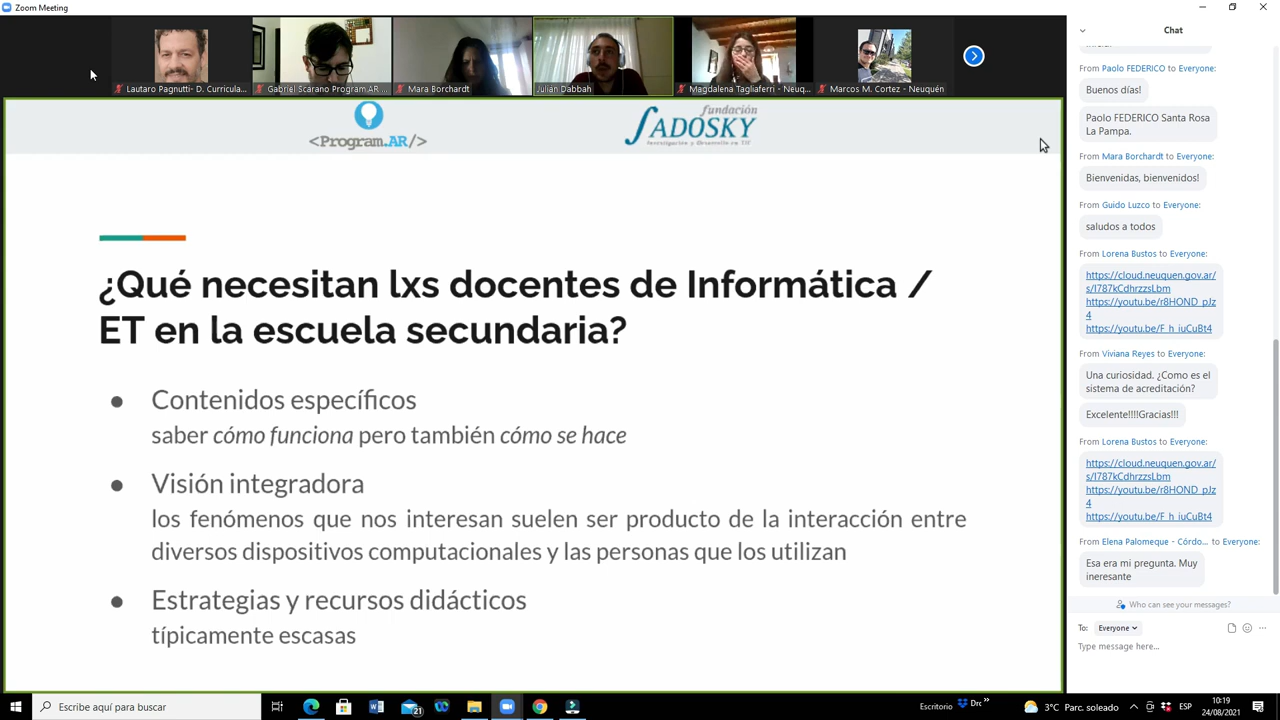 Zoom Meeting
Lautaro Pagnutti- D. Curricula...
Gabriel Scarano Program AR ...
Mara Borchardt
Julián Dabbah
Magdalena Tagliaferri - Neuq...
Marcos M. Cortez - Neuquén
<Program.AR/>
fundación
SADOSKY
Investigación y Desarrollo en TIC
¿Qué necesitan lxs docentes de Informática /
ET en la escuela secundaria?
● Contenidos específicos
saber cómo funciona pero también cómo se hace
● Visión integradora
los fenómenos que nos interesan suelen ser producto de la interacción entre
diversos dispositivos computacionales y las personas que los utilizan
● Estrategias y recursos didácticos
típicamente escasas
Chat
From Paolo FEDERICO to Everyone:
Buenos días!
Paolo FEDERICO Santa Rosa
La Pampa.
From Mara Borchardt to Everyone:
Bienvenidas, bienvenidos!
From Guido Luzco to Everyone:
saludos a todos
From Lorena Bustos to Everyone:
https://cloud.neuquen.gov.ar/
s/I787kCdhrzzsLbm
https://youtu.be/r8HOND_pJz
4
https://youtu.be/F_h_iuCuBt4
From Viviana Reyes to Everyone:
Una curiosidad. ¿Como es el
sistema de acreditación?
Excelente!!!!Gracias!!!
From Lorena Bustos to Everyone:
https://cloud.neuquen.gov.ar/
s/I787kCdhrzzsLbm
https://youtu.be/r8HOND_pJz
4
https://youtu.be/F_h_iuCuBt4
From Elena Palomeque - Córdo... to Everyone:
Esa era mi pregunta. Muy
ineresante
Who can see your messages?
To: Everyone
Type message here...
Escribe aquí para buscar
21
Escritorio
»
3°C Parc. soleado
ESP
10:19
24/08/2021